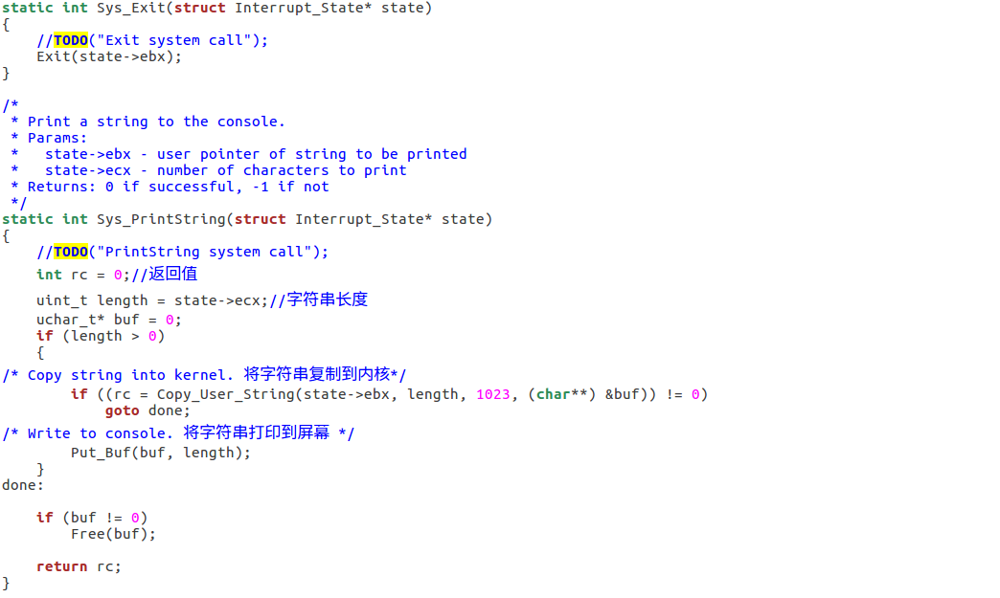 static int Sys_Exit(struct Interrupt_State* state)
{
    //TODO("Exit system call");
    Exit(state->ebx);
}

/*
 * Print a string to the console.
 * Params:
 *   state->ebx - user pointer of string to be printed
 *   state->ecx - number of characters to print
 * Returns: 0 if successful, -1 if not
 */
static int Sys_PrintString(struct Interrupt_State* state)
{
    //TODO("PrintString system call");
    int rc = 0;//返回值
    uint_t length = state->ecx;//字符串长度
    uchar_t* buf = 0;
    if (length > 0)
    {
/* Copy string into kernel. 将字符串复制到内核*/
        if ((rc = Copy_User_String(state->ebx, length, 1023, (char**) &buf)) != 0)
            goto done;
/* Write to console. 将字符串打印到屏幕 */
        Put_Buf(buf, length);
    }
done:

    if (buf != 0)
        Free(buf);

    return rc;
}